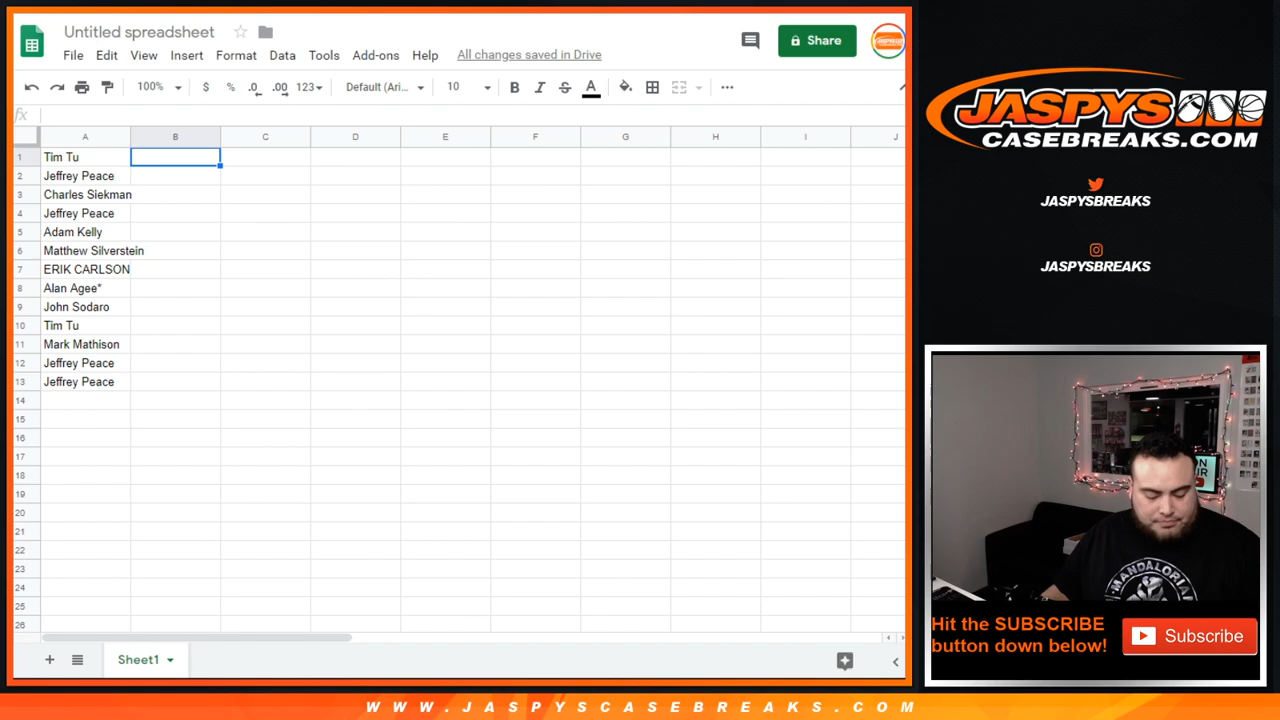 Untitled spreadsheet
File Edit View Insert Format Data Tools Add-ons Help All changes saved in Drive
Share
100% $ % .0 .00 123 Default (Ari... 10 B I S A
fx
A B C D E F G H I J
1 Tim Tu
2 Jeffrey Peace
3 Charles Siekman
4 Jeffrey Peace
5 Adam Kelly
6 Matthew Silverstein
7 ERIK CARLSON
8 Alan Agee*
9 John Sodaro
10 Tim Tu
11 Mark Mathison
12 Jeffrey Peace
13 Jeffrey Peace
14
15
16
17
18
19
20
21
22
23
24
25
26
Sheet1
JASPYS
CASEBREAKS.COM
JASPYSBREAKS
JASPYSBREAKS
MANDALORIAN
Hit the SUBSCRIBE
button down below!
Subscribe
WWW.JASPYSCASEBREAKS.COM